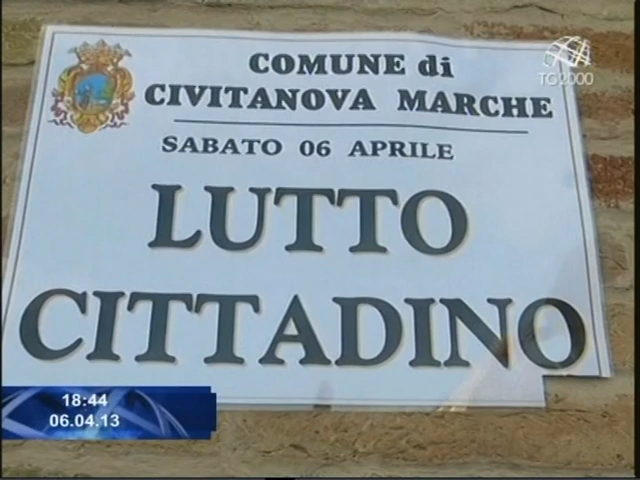 COMUNE di
CIVITANOVA MARCHE
SABATO 06 APRILE
LUTTO
CITTADINO
TG2000
18:44
06.04.13